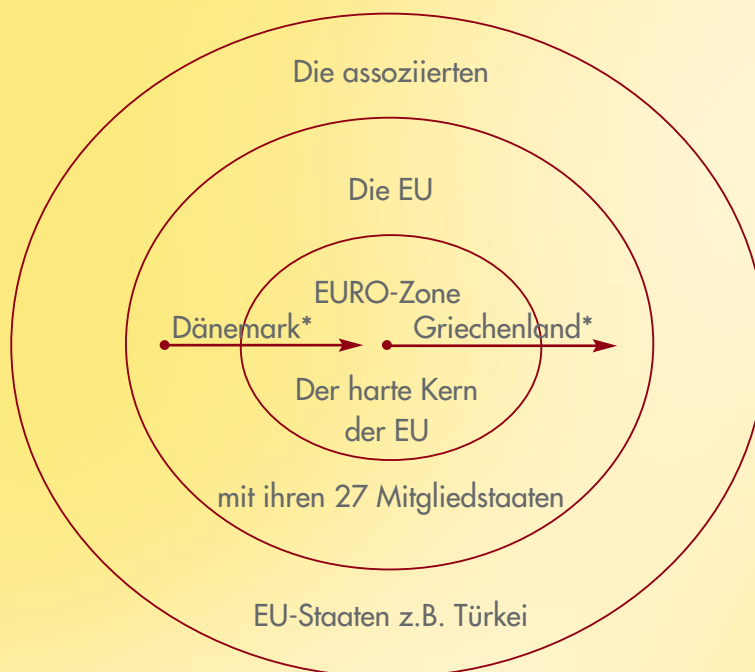 Die assoziierten
Die EU
EURO-Zone
Dänemark* Griechenland*
Der harte Kern
der EU
mit ihren 27 Mitgliedstaaten
EU-Staaten z.B. Türkei